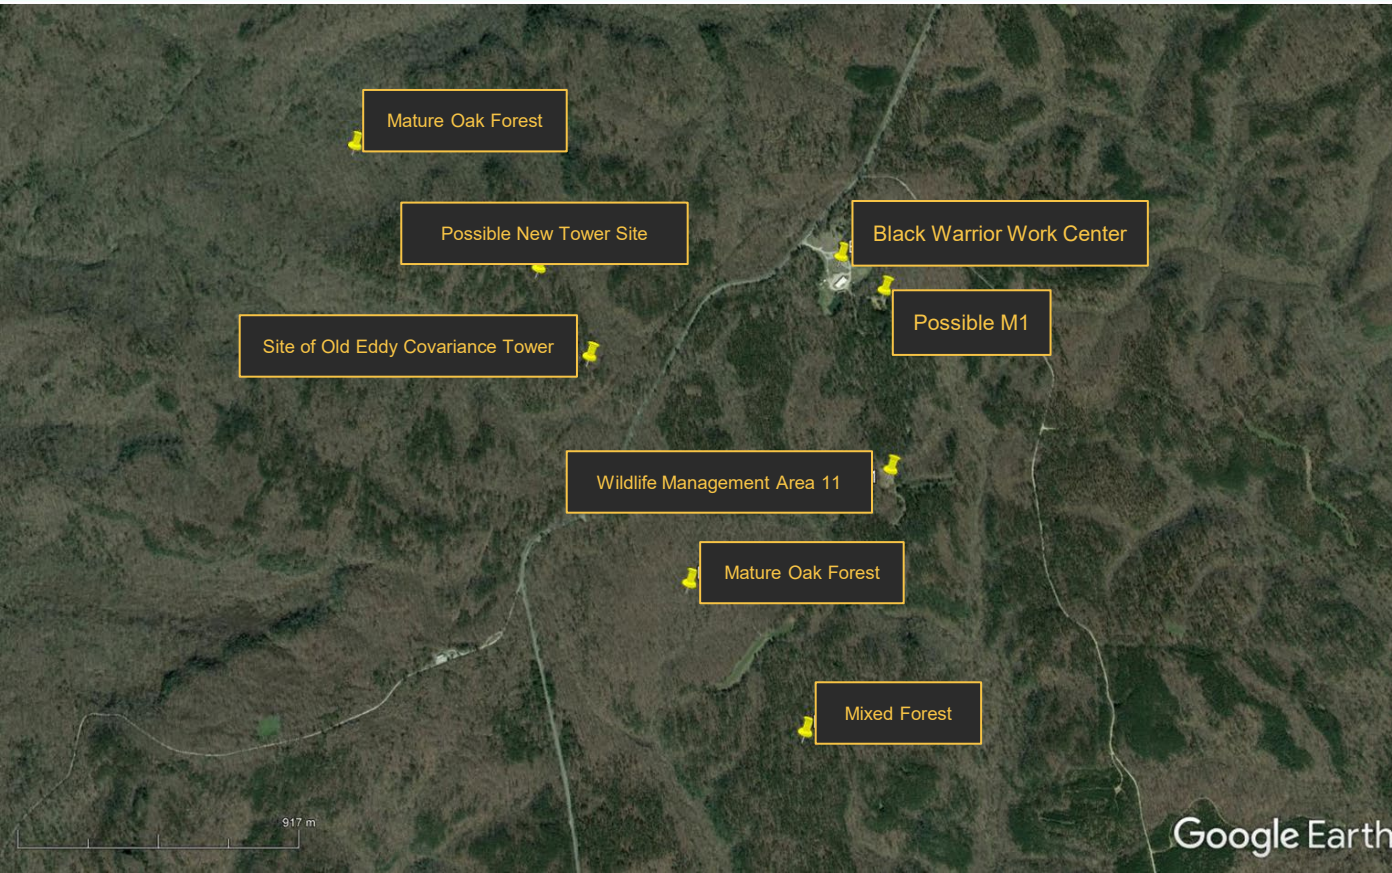 Mature Oak Forest
Possible New Tower Site
Black Warrior Work Center
Possible M1
Site of Old Eddy Covariance Tower
Wildlife Management Area 11
Mature Oak Forest
Mixed Forest
917 m
Google Earth